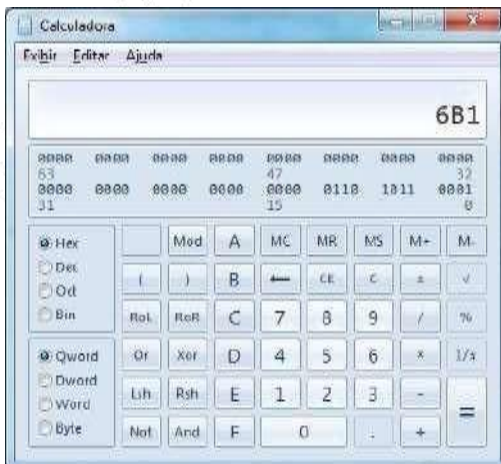 Calculadora
Exibir Editar Ajuda
6B1
0000 0000 0000 0000 0000 0000 0000 0000
63 47 32
0000 0000 0000 0000 0000 0110 1011 0001
31 15 0
Hex Mod A MC MR MS M+ M-
Dec ( ) B ← CE C ± √
Oct
Bin RoL RoR C 7 8 9 / %
Qword Or Xor D 4 5 6 * 1/x
Dword Lsh Rsh E 1 2 3 - =
Word
Byte Not And F 0 . +